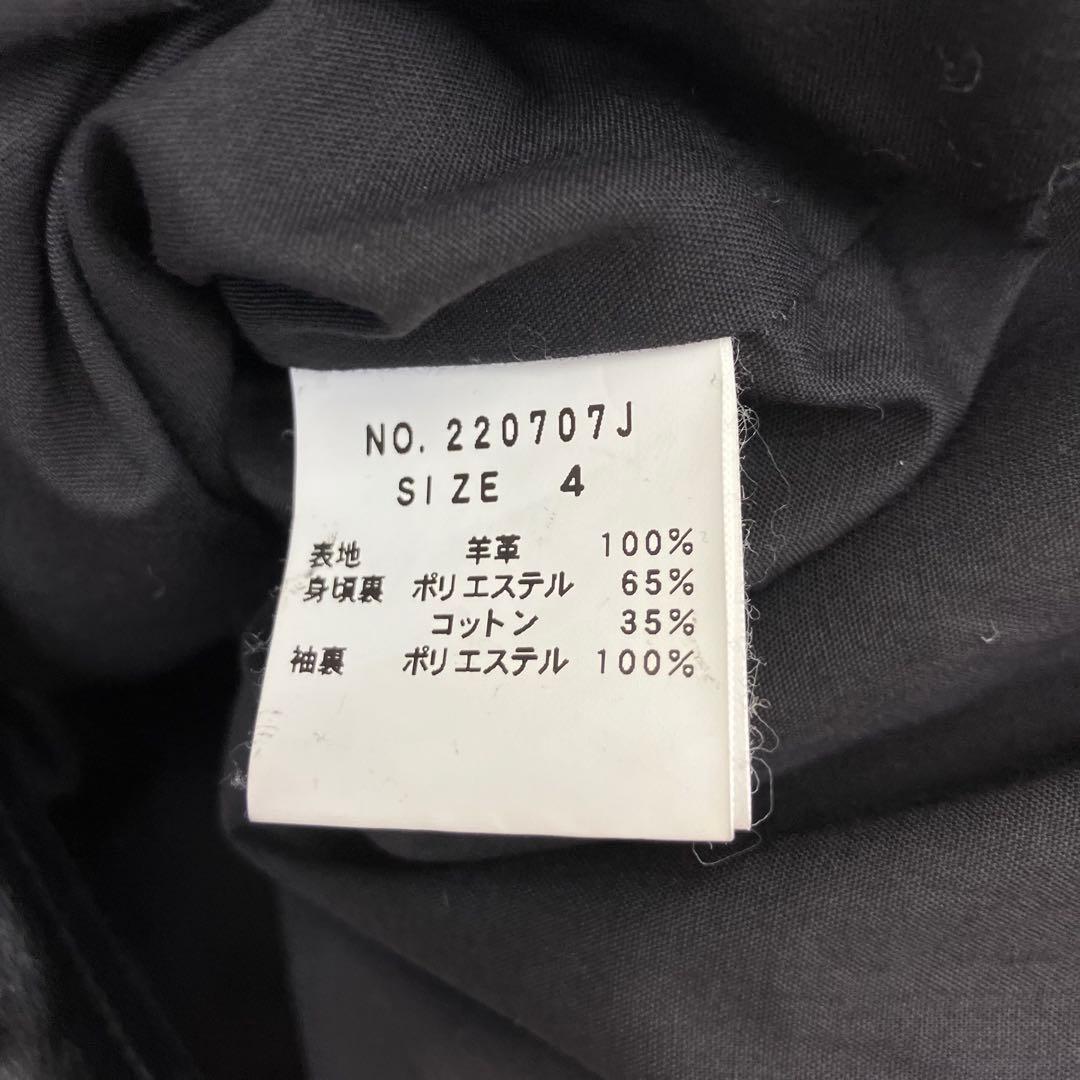 NO. 220707J
SIZE 4
表地 羊革 100%
身頃裏 ポリエステル 65%
コットン 35%
袖裏 ポリエステル 100%